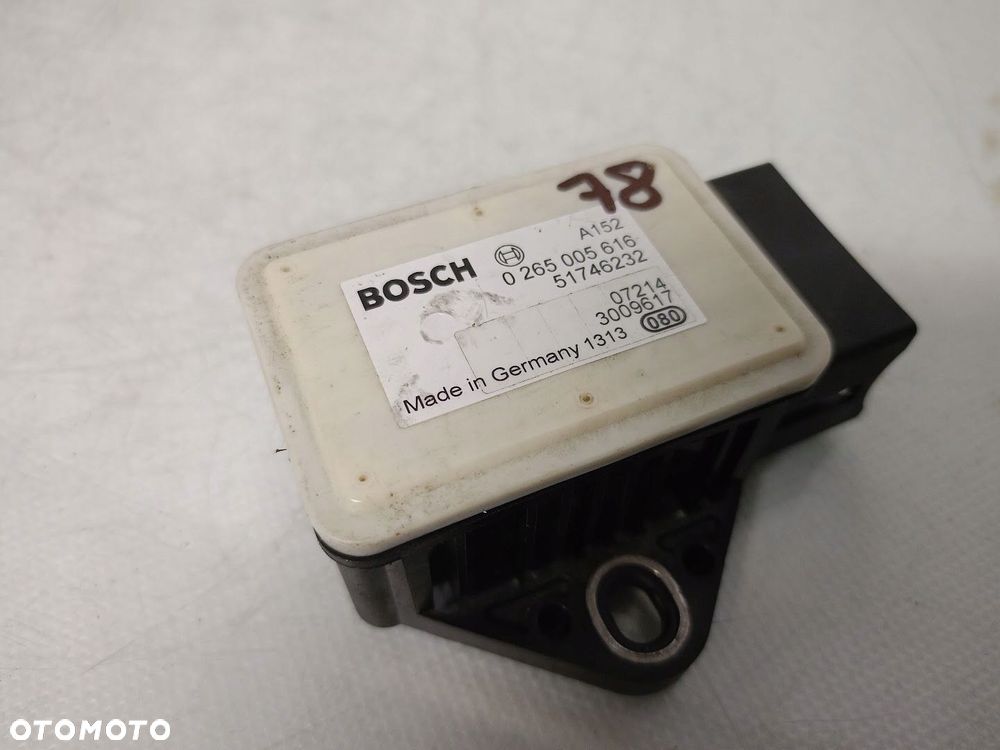 78
A152
BOSCH 0 265 005 616
51746232
07214
3009617
Made in Germany 1313 080
OTOMOTO